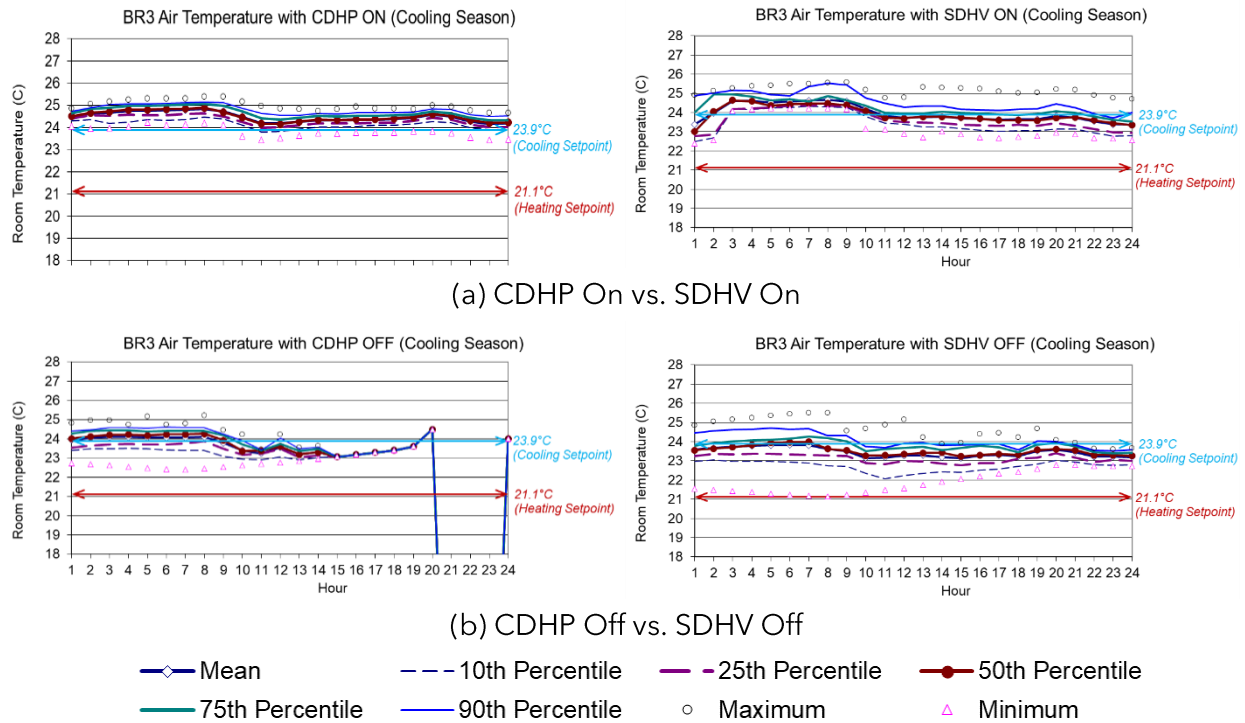 BR3 Air Temperature with CDHP ON (Cooling Season)
Room Temperature (C)
28
27
26
25
24
23
22
21
20
19
18
23.9°C
(Cooling Setpoint)
21.1°C
(Heating Setpoint)
BR3 Air Temperature with SDHV ON (Cooling Season)
Room Temperature (C)
28
27
26
25
24
23
22
21
20
19
18
23.9°C
(Cooling Setpoint)
21.1°C
(Heating Setpoint)
1 2 3 4 5 6 7 8 9 10 11 12 13 14 15 16 17 18 19 20 21 22 23 24
Hour
(a) CDHP On vs. SDHV On
BR3 Air Temperature with CDHP OFF (Cooling Season)
Room Temperature (C)
28
27
26
25
24
23
22
21
20
19
18
23.9°C
(Cooling Setpoint)
21.1°C
(Heating Setpoint)
1 2 3 4 5 6 7 8 9 10 11 12 13 14 15 16 17 18 19 20 21 22 23 24
Hour
BR3 Air Temperature with SDHV OFF (Cooling Season)
Room Temperature (C)
28
27
26
25
24
23
22
21
20
19
18
23.9°C
(Cooling Setpoint)
21.1°C
(Heating Setpoint)
1 2 3 4 5 6 7 8 9 10 11 12 13 14 15 16 17 18 19 20 21 22 23 24
Hour
(b) CDHP Off vs. SDHV Off
Mean 10th Percentile 25th Percentile 50th Percentile
75th Percentile 90th Percentile Maximum Minimum